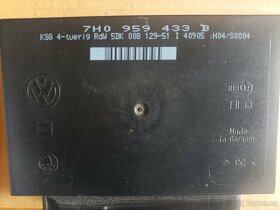 7H0 959 433 B
KSG 4-tuerig RdW 5DK 008 129-51 I 40905 :H04/S0004
HELLA
Made in
Germany